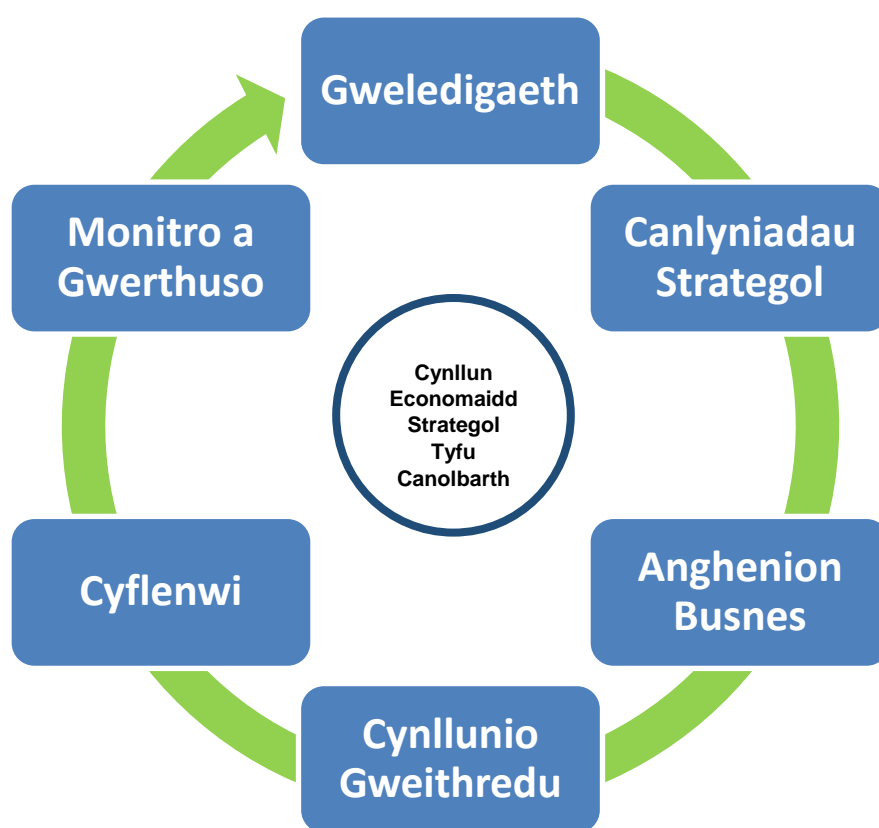 Gweledigaeth
Canlyniadau
Strategol
Anghenion
Busnes
Cynllunio
Gweithredu
Cyflenwi
Monitro a
Gwerthuso
Cynllun
Economaidd
Strategol
Tyfu
Canolbarth